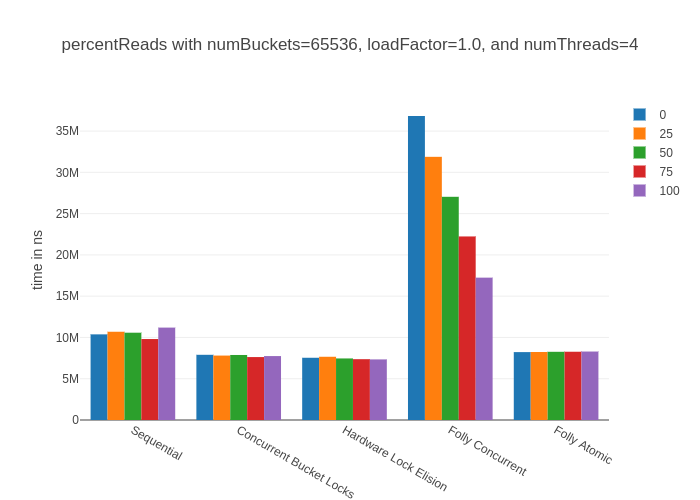 percentReads with numBuckets=65536, loadFactor=1.0, and numThreads=4
0
25
50
75
100
35M
30M
25M
20M
15M
10M
5M
0
time in ns
Sequential
Concurrent Bucket Locks
Hardware Lock Elision
Folly Concurrent
Folly Atomic